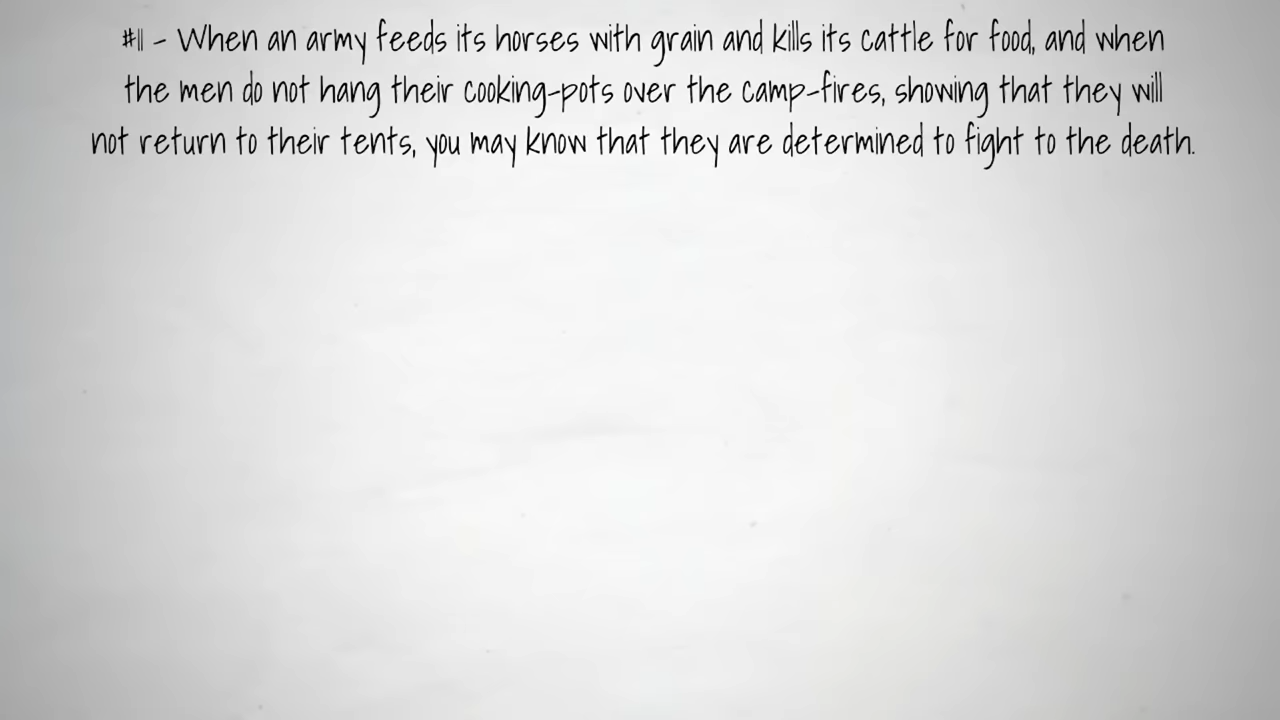 #11 - When an army feeds its horses with grain and kills its cattle for food, and when
the men do not hang their cooking-pots over the camp-fires, showing that they will
not return to their tents, you may know that they are determined to fight to the death.